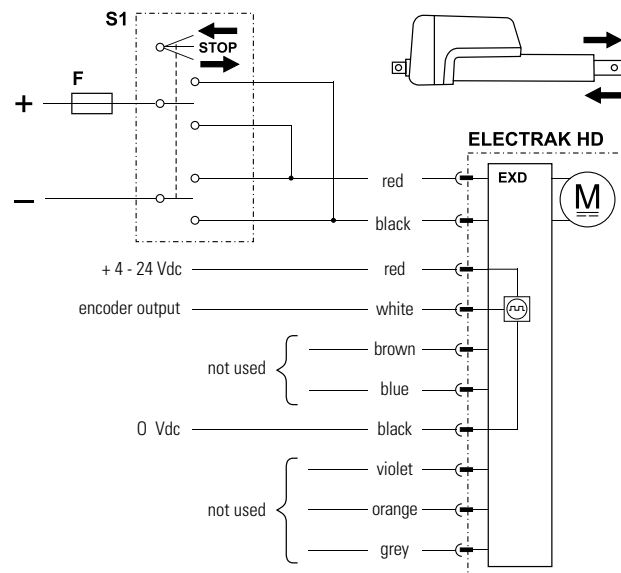 S1
STOP
F
+
–
ELECTRAK HD
EXD
M
red
black
+ 4 - 24 Vdc
red
encoder output
white
brown
not used
blue
0 Vdc
black
violet
not used
orange
grey